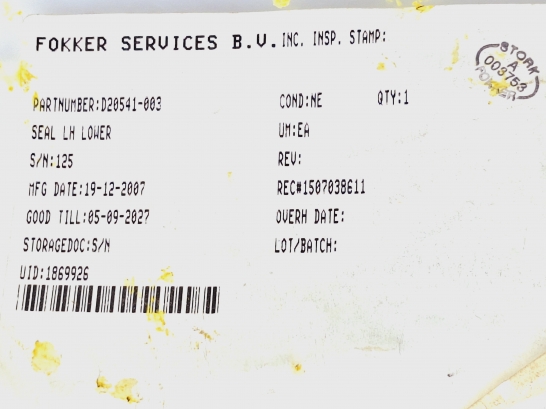 FOKKER SERVICES B.V. INC. INSP. STAMP:
STORK
A
003753
FOKKER
PARTNUMBER:D20541-003 COND:NE QTY:1
SEAL LH LOWER UM:EA
S/N:125 REV:
MFG DATE:19-12-2007 REC#1507038611
GOOD TILL:05-09-2027 OVERH DATE:
STORAGEDOC:S/N LOT/BATCH:
UID:1869926